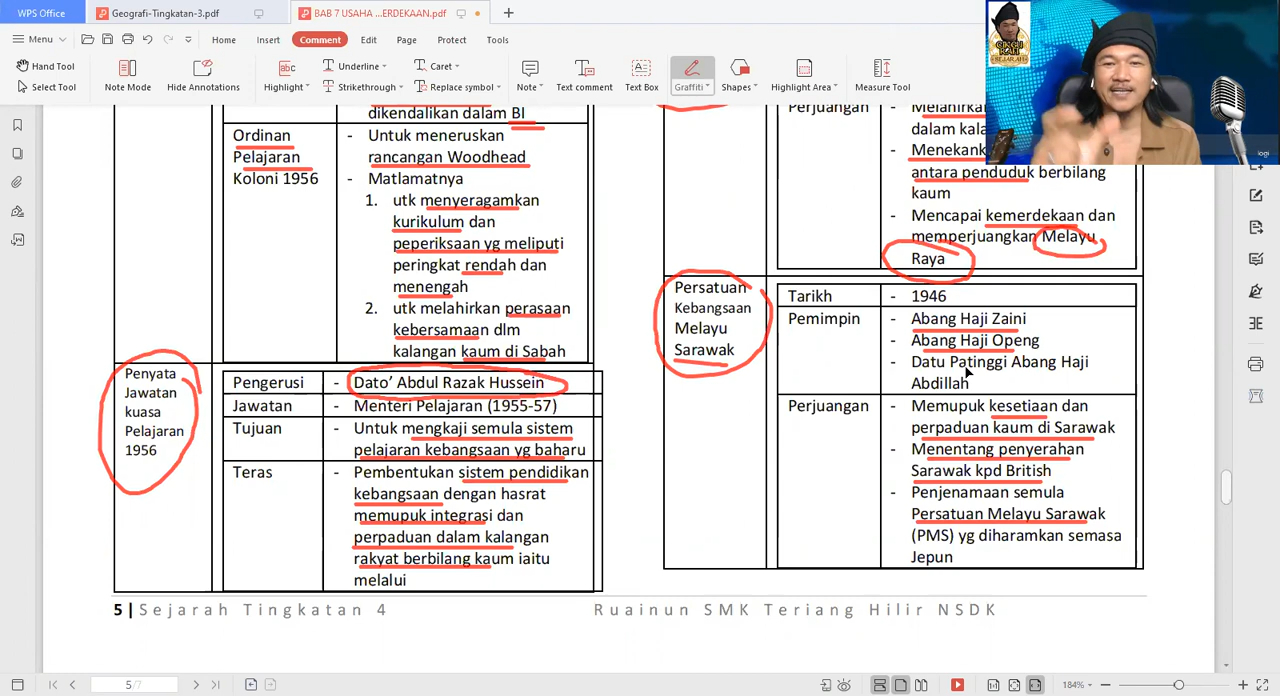 WPS Office
Geografi-Tingkatan-3.pdf
BAB 7 USAHA ...ERDEKAAN.pdf
Menu
Home
Insert
Comment
Edit
Page
Protect
Tools
Hand Tool
Select Tool
Note Mode
Hide Annotations
Highlight
Underline
Strikethrough
Caret
Replace symbol
Note
Text comment
Text Box
Graffiti
Shapes
Highlight Area
Measure Tool
CIKGU
RAH
SEJARAH
logi
dikendalikan dalam BI
Ordinan
Pelajaran
Koloni 1956
- Untuk meneruskan
rancangan Woodhead
- Matlamatnya
1. utk menyeragamkan
kurikulum dan
peperiksaan yg meliputi
peringkat rendah dan
menengah
2. utk melahirkan perasaan
kebersamaan dlm
kalangan kaum di Sabah
Penyata
Jawatan
kuasa
Pelajaran
1956
Pengerusi
- Dato' Abdul Razak Hussein
Jawatan
- Menteri Pelajaran (1955-57)
Tujuan
- Untuk mengkaji semula sistem
pelajaran kebangsaan yg baharu
Teras
- Pembentukan sistem pendidikan
kebangsaan dengan hasrat
memupuk integrasi dan
perpaduan dalam kalangan
rakyat berbilang kaum iaitu
melalui
Perjuangan
- Melahirkan
dalam
- Menekank
antara penduduk berbilang
kaum
- Mencapai kemerdekaan dan
memperjuangkan Melayu
Raya
Persatuan
Kebangsaan
Melayu
Sarawak
Tarikh
- 1946
Pemimpin
- Abang Haji Zaini
- Abang Haji Openg
- Datu Patinggi Abang Haji
Abdillah
Perjuangan
- Memupuk kesetiaan dan
perpaduan kaum di Sarawak
- Menentang penyerahan
Sarawak kpd British
- Penjenamaan semula
Persatuan Melayu Sarawak
(PMS) yg diharamkan semasa
Jepun
5 | Sejarah Tingkatan 4
Ruainun SMK Teriang Hilir NSDK
5/7
184%